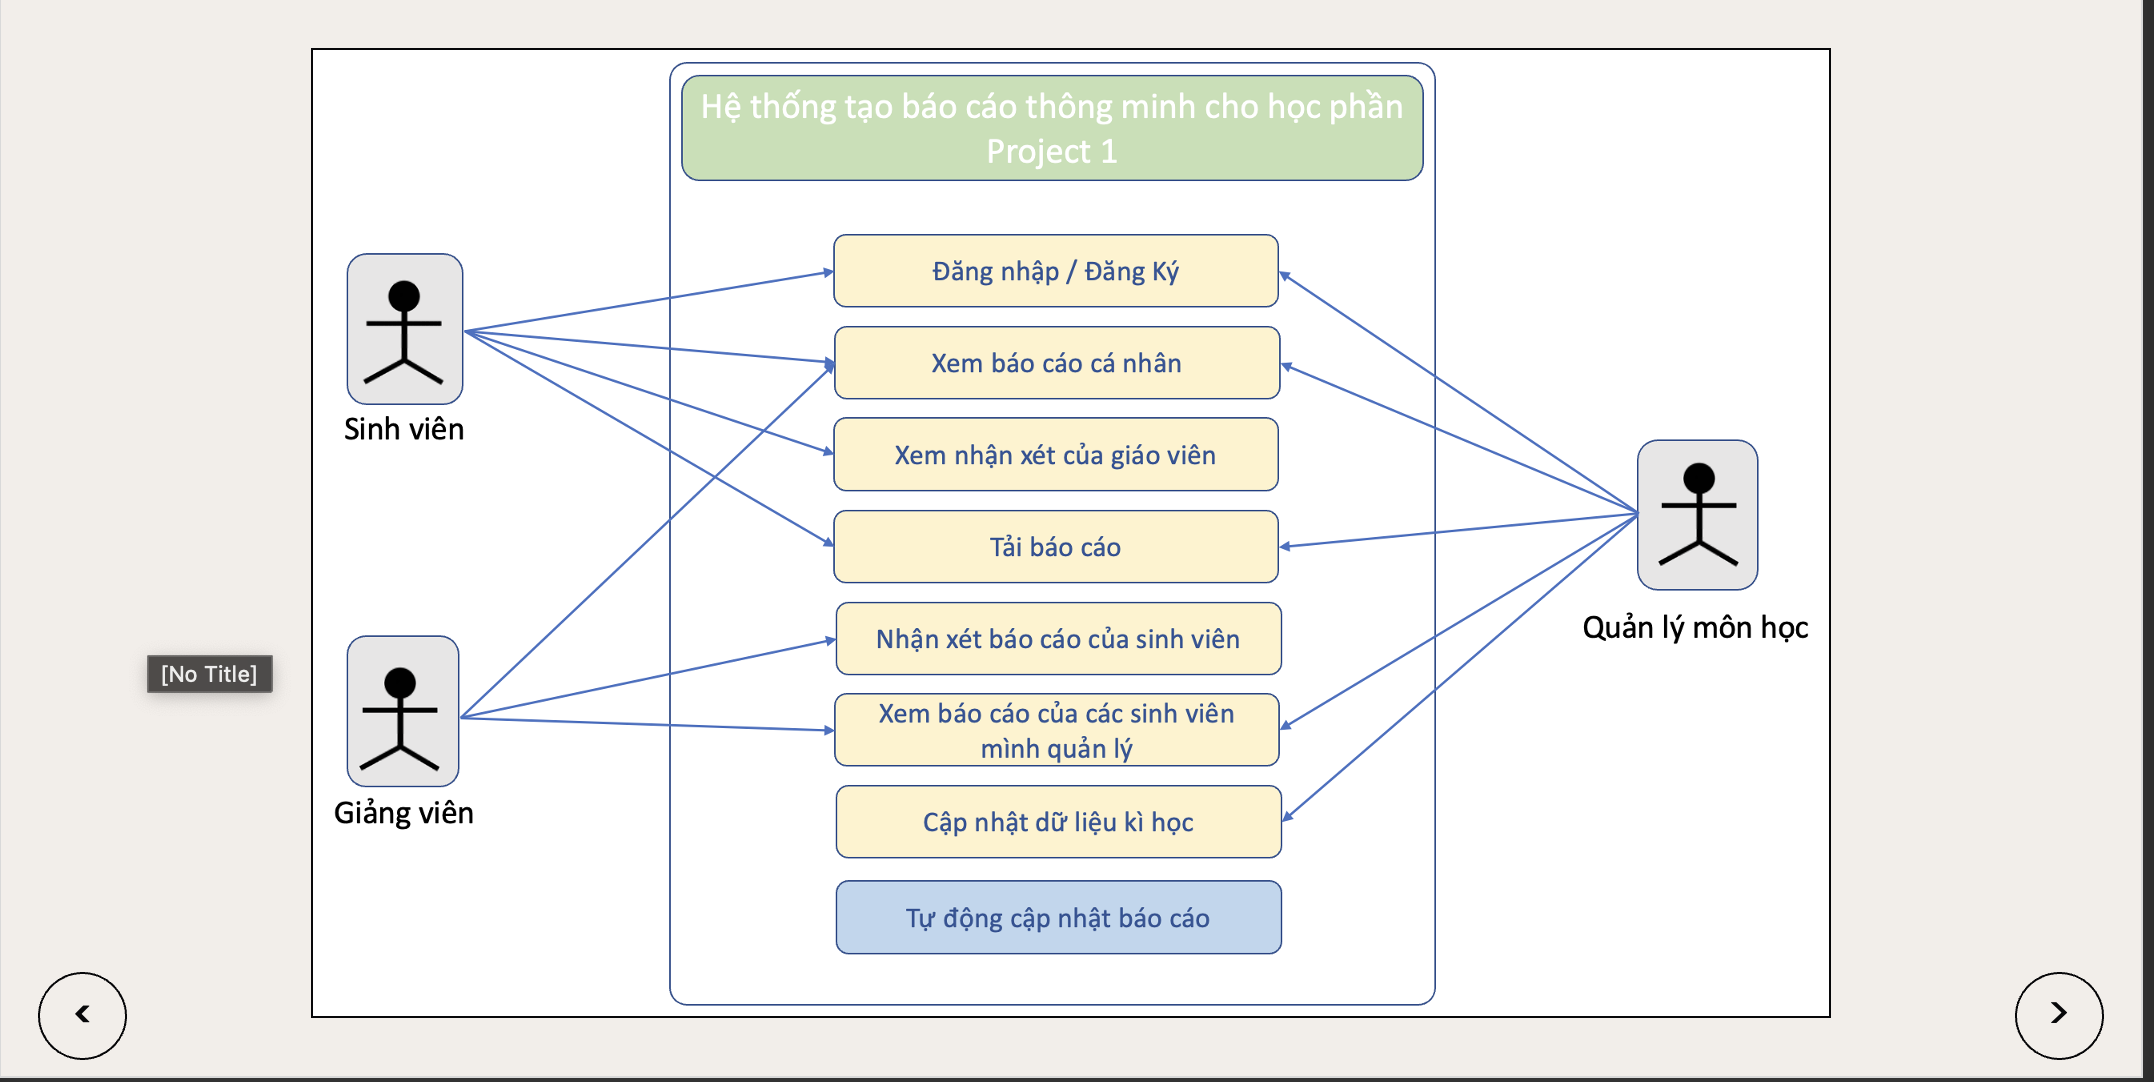 Hệ thống tạo báo cáo thông minh cho học phần
Project 1
Đăng nhập / Đăng Ký
Xem báo cáo cá nhân
Sinh viên
Xem nhận xét của giáo viên
Tải báo cáo
Nhận xét báo cáo của sinh viên
Quản lý môn học
[No Title]
Xem báo cáo của các sinh viên
mình quản lý
Giảng viên
Cập nhật dữ liệu kì học
Tự động cập nhật báo cáo